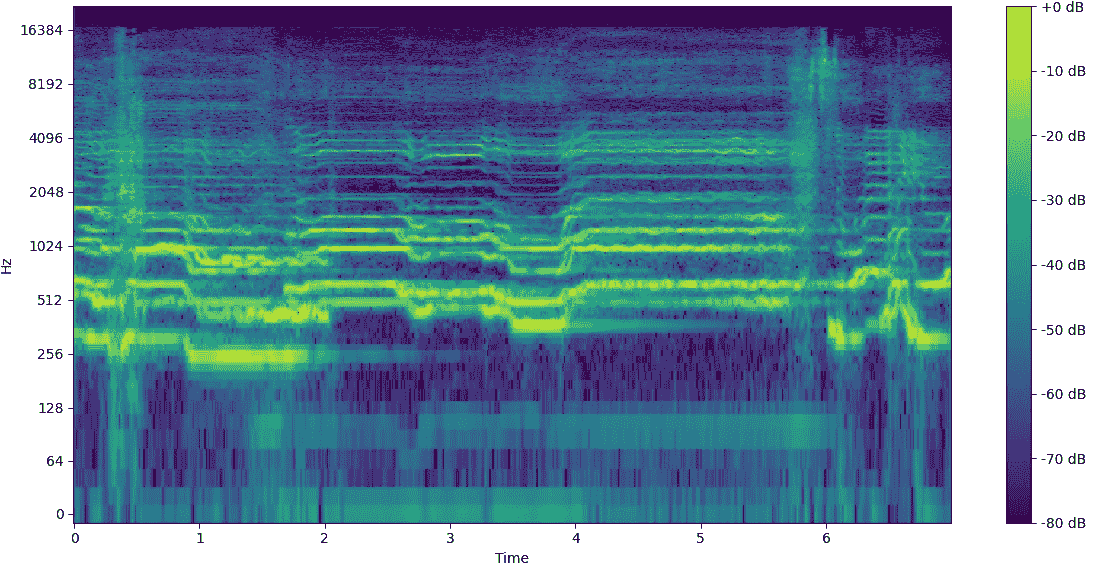 16384
8192
4096
2048
1024
512
256
128
64
0
Hz
0 1 2 3 4 5 6
Time
+0 dB
-10 dB
-20 dB
-30 dB
-40 dB
-50 dB
-60 dB
-70 dB
-80 dB